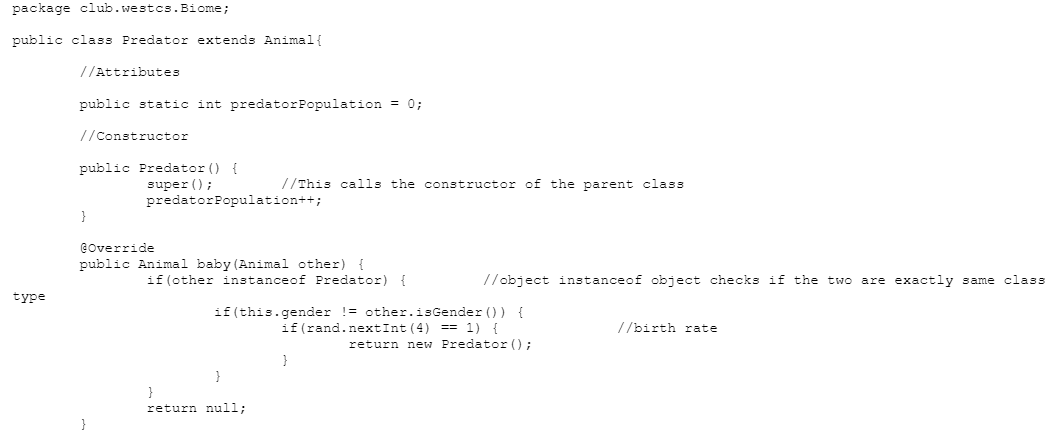 package club.westcs.Biome;
public class Predator extends Animal{
//Attributes
public static int predatorPopulation = 0;
//Constructor
public Predator() {
super(); //This calls the constructor of the parent class
predatorPopulation++;
}
@Override
public Animal baby(Animal other) {
if(other instanceof Predator) { //object instanceof object checks if the two are exactly same class
type
if(this.gender != other.isGender()) {
if(rand.nextInt(4) == 1) { //birth rate
return new Predator();
}
}
}
return null;
}